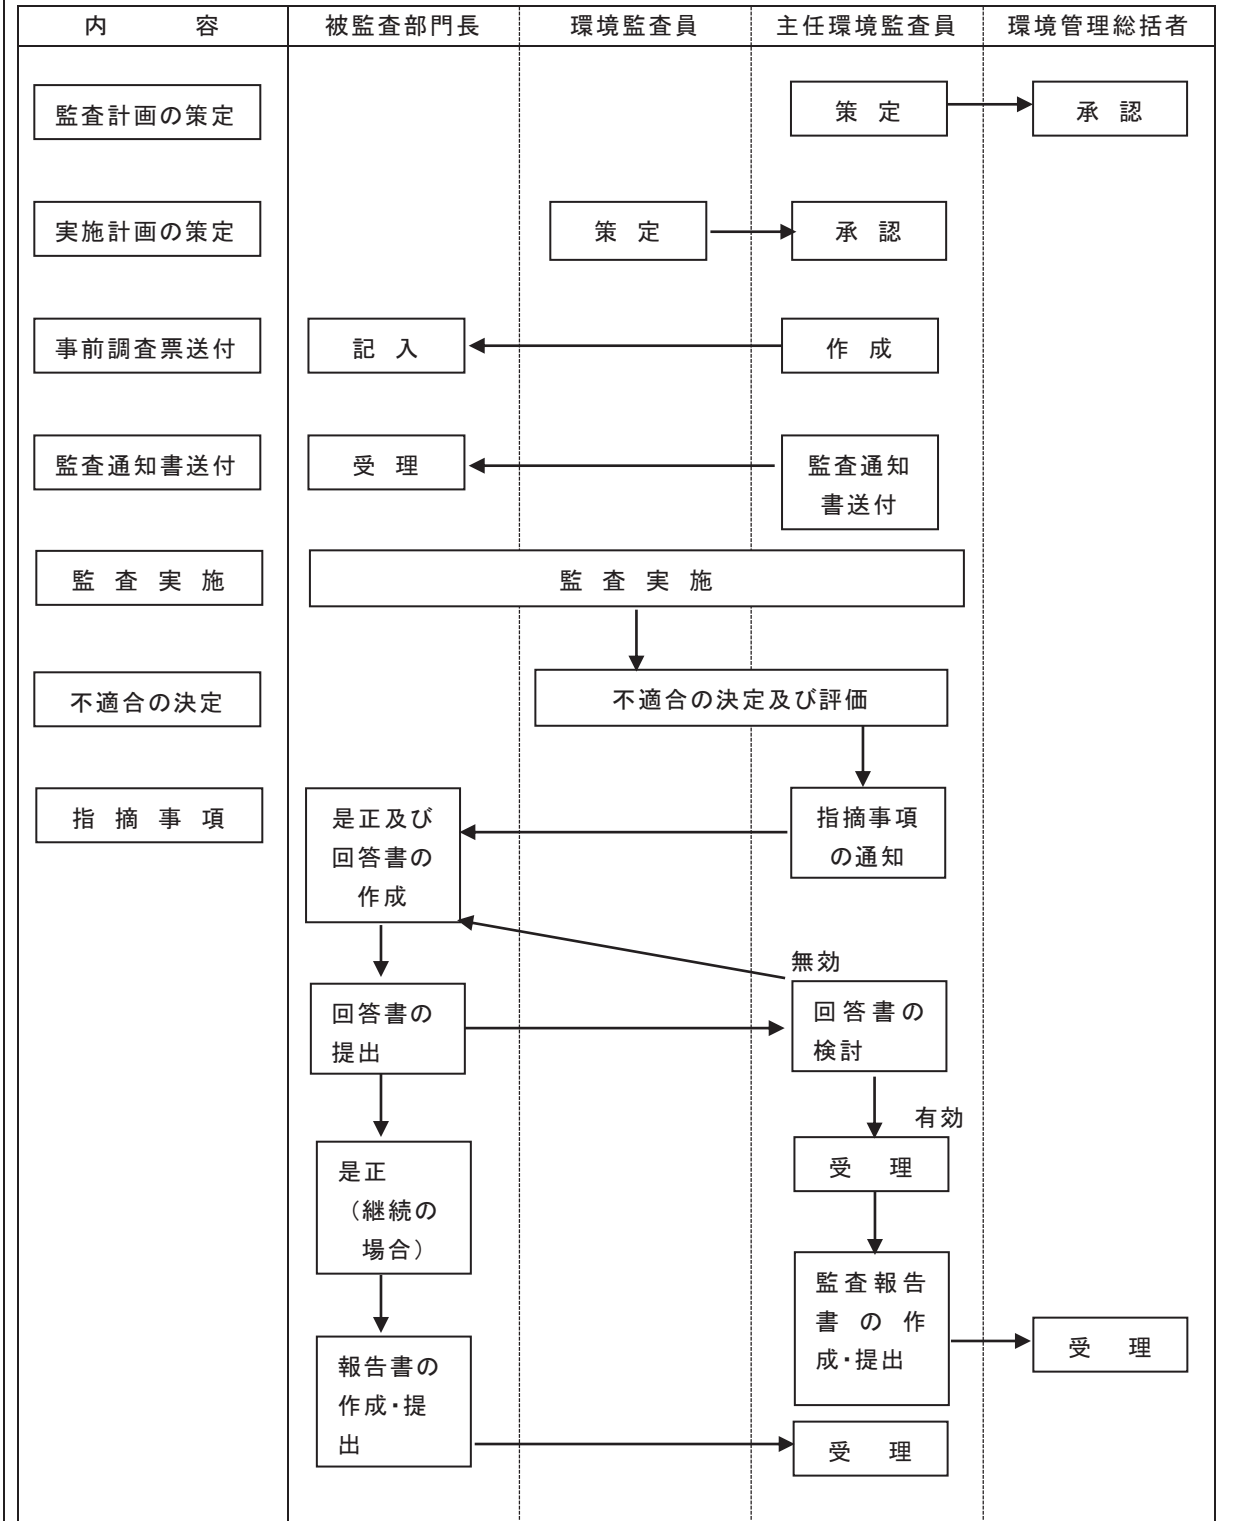 内 容 被監査部門長 環境監査員 主任環境監査員 環境管理総括者
監査計画の策定 策 定 承 認
実施計画の策定 策 定 承 認
事前調査票送付 記 入 作 成
監査通知書送付 受 理 監査通知
書送付
監 査 実 施 監 査 実 施
不適合の決定 不適合の決定及び評価
指 摘 事 項
是正及び
回答書の
作成
指摘事項
の通知
無効
回答書の
提出
回答書の
検討
有効
是正
(継続の
場合)
受 理
監査報告
書の作
成・提出
受 理
報告書の
作成・提
出
受 理